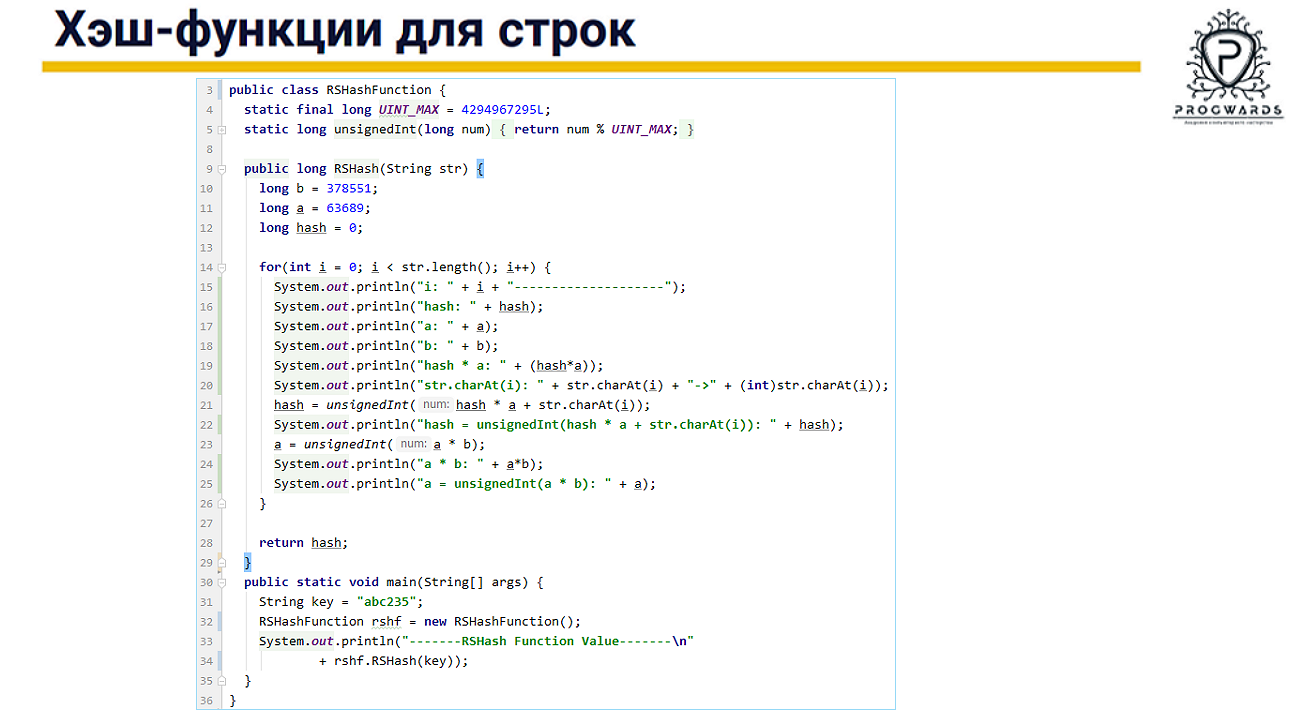 Хэш-функции для строк
PROGWARDS
3 public class RSHashFunction {
4 static final long UINT_MAX = 4294967295L;
5 static long unsignedInt(long num) { return num % UINT_MAX; }
8
9 public long RSHash(String str) {
10 long b = 378551;
11 long a = 63689;
12 long hash = 0;
13
14 for(int i = 0; i < str.length(); i++) {
15 System.out.println("i: " + i + "--------------------");
16 System.out.println("hash: " + hash);
17 System.out.println("a: " + a);
18 System.out.println("b: " + b);
19 System.out.println("hash * a: " + (hash*a));
20 System.out.println("str.charAt(i): " + str.charAt(i) + "->" + (int)str.charAt(i));
21 hash = unsignedInt( num: hash * a + str.charAt(i));
22 System.out.println("hash = unsignedInt(hash * a + str.charAt(i)): " + hash);
23 a = unsignedInt( num: a * b);
24 System.out.println("a * b: " + a*b);
25 System.out.println("a = unsignedInt(a * b): " + a);
26 }
27
28 return hash;
29 }
30 public static void main(String[] args) {
31 String key = "abc235";
32 RSHashFunction rshf = new RSHashFunction();
33 System.out.println("-------RSHash Function Value-------\n"
34 + rshf.RSHash(key));
35 }
36 }